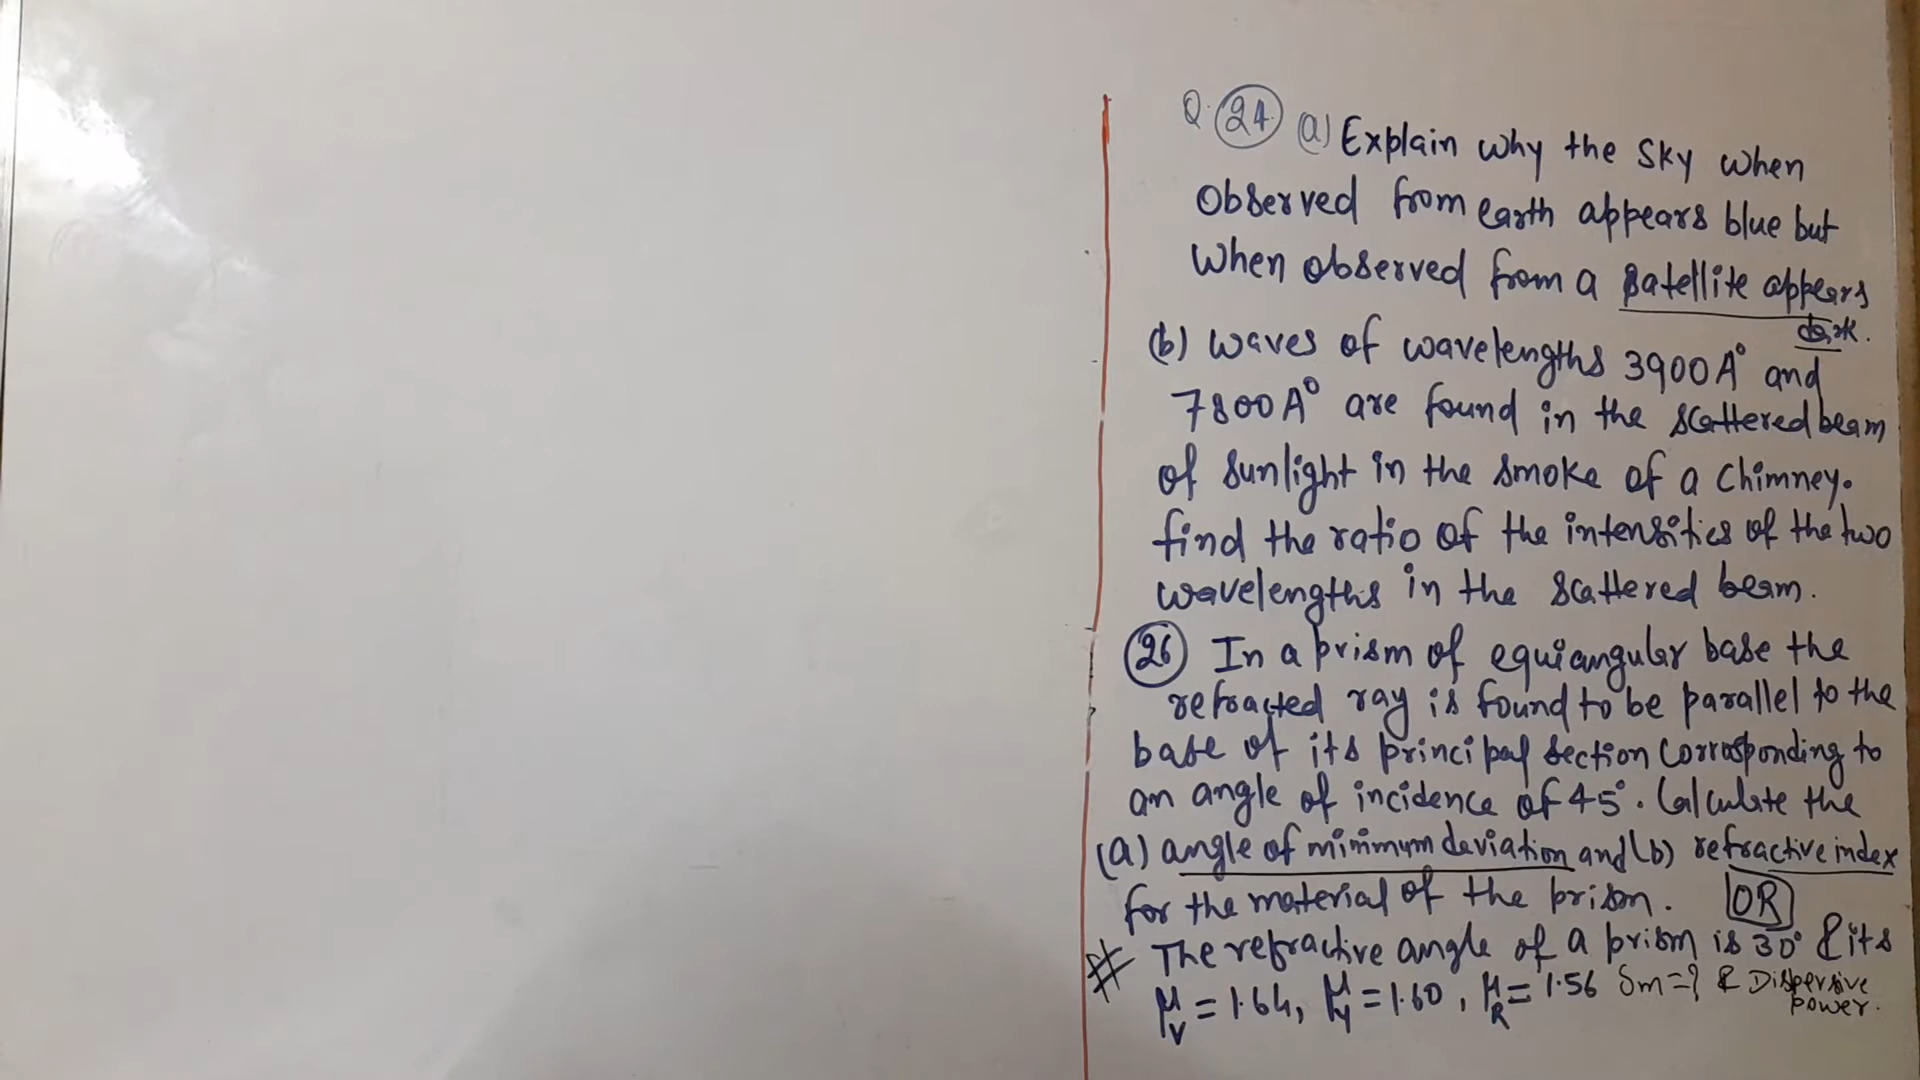 Q. 24. (a) Explain why the sky when
observed from earth appears blue but
when observed from a satellite appears
dark.
(b) waves of wavelengths 3900 A° and
7800 A° are found in the scattered beam
of sunlight in the smoke of a chimney.
find the ratio of the intensities of the two
wavelengths in the scattered beam.
26 In a prism of equiangular base the
refracted ray is found to be parallel to the
base of its principal section corrosponding to
an angle of incidence of 45°. Calculate the
(a) angle of minimum deviation and (b) refractive index
for the material of the prism. OR
# The refractive angle of a prism is 30° & its
μV = 1.64, μY = 1.60, μR = 1.56 δm = ? & Dispersive
power.